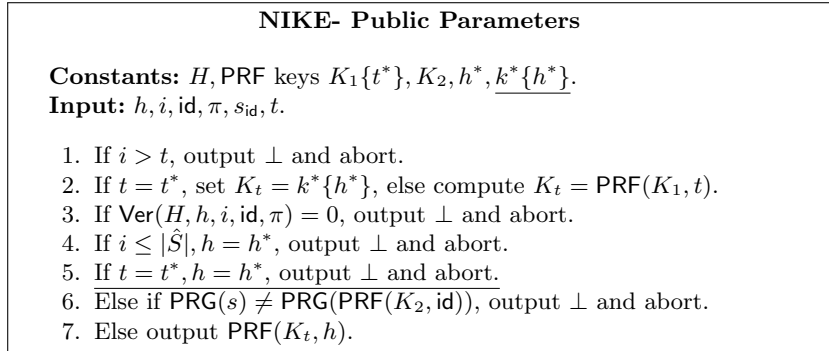 NIKE- Public Parameters
Constants: H, PRF keys K₁{t*}, K₂, h*, k*{h*}.
Input: h, i, id, π, s_id, t.
1. If i > t, output ⊥ and abort.
2. If t = t*, set K_t = k*{h*}, else compute K_t = PRF(K₁, t).
3. If Ver(H, h, i, id, π) = 0, output ⊥ and abort.
4. If i ≤ |Ŝ|, h = h*, output ⊥ and abort.
5. If t = t*, h = h*, output ⊥ and abort.
6. Else if PRG(s) ≠ PRG(PRF(K₂, id)), output ⊥ and abort.
7. Else output PRF(K_t, h).